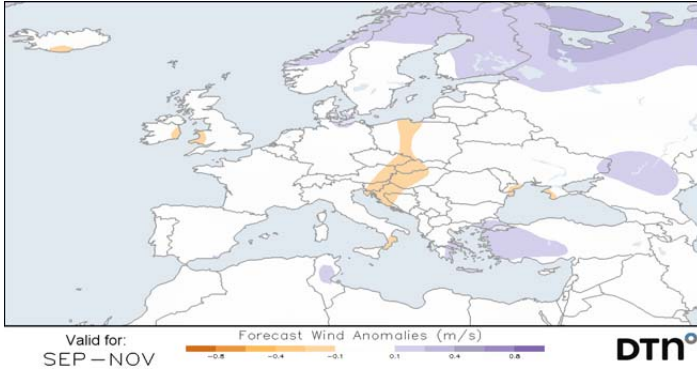 Valid for:
SEP-NOV
Forecast Wind Anomalies (m/s)
-0.8 -0.4 -0.1 0.1 0.4 0.8
DTN